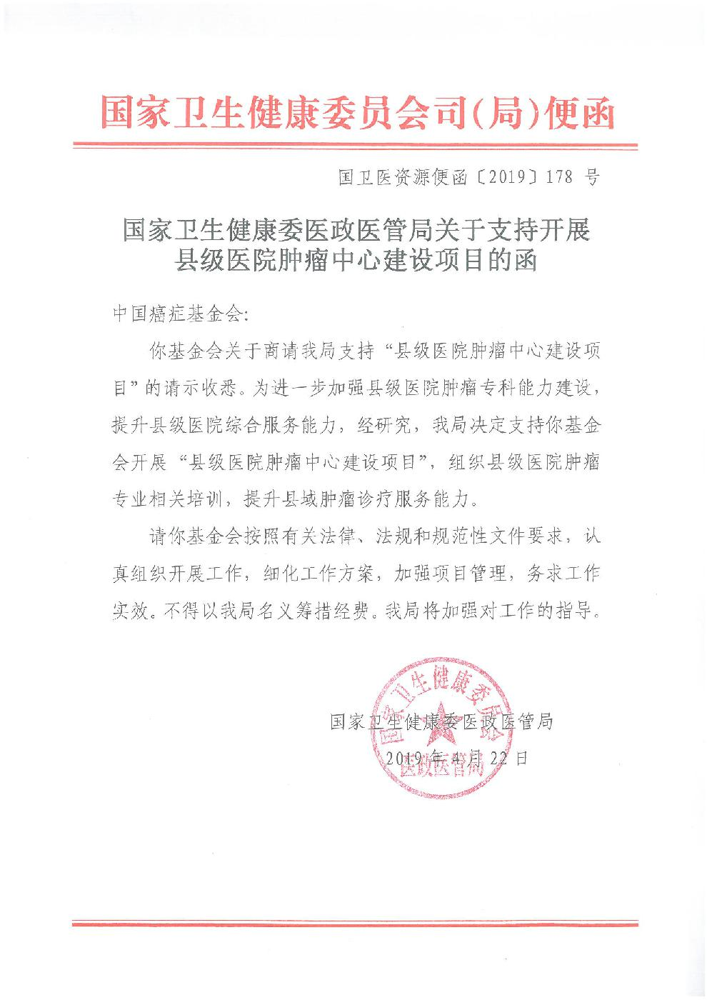 国家卫生健康委员会司(局)便函
国卫医资源便函〔2019〕178 号
国家卫生健康委医政医管局关于支持开展
县级医院肿瘤中心建设项目的函
中国癌症基金会:
你基金会关于商请我局支持“县级医院肿瘤中心建设项
目”的请示收悉。为进一步加强县级医院肿瘤专科能力建设,
提升县级医院综合服务能力,经研究,我局决定支持你基金
会开展“县级医院肿瘤中心建设项目”,组织县级医院肿瘤
专业相关培训,提升县域肿瘤诊疗服务能力。
请你基金会按照有关法律、法规和规范性文件要求,认
真组织开展工作,细化工作方案,加强项目管理,务求工作
实效。不得以我局名义筹措经费。我局将加强对工作的指导。
国家卫生健康委员会
国家卫生健康委医政医管局
2019 年 4 月 22 日
医政医管局